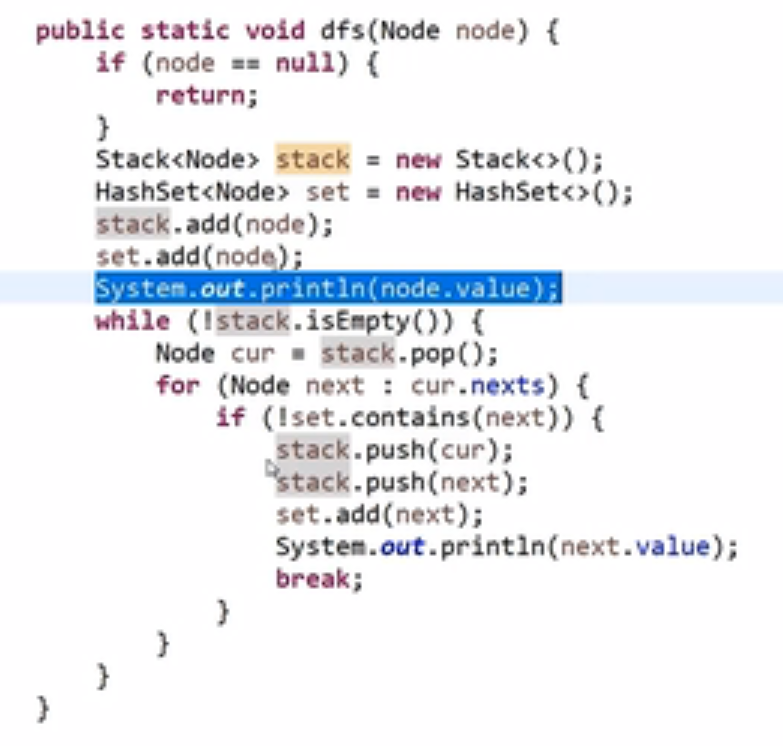 public static void dfs(Node node) {
    if (node == null) {
        return;
    }
    Stack<Node> stack = new Stack<>();
    HashSet<Node> set = new HashSet<>();
    stack.add(node);
    set.add(node);
    System.out.println(node.value);
    while (!stack.isEmpty()) {
        Node cur = stack.pop();
        for (Node next : cur.nexts) {
            if (!set.contains(next)) {
                stack.push(cur);
                stack.push(next);
                set.add(next);
                System.out.println(next.value);
                break;
            }
        }
    }
}